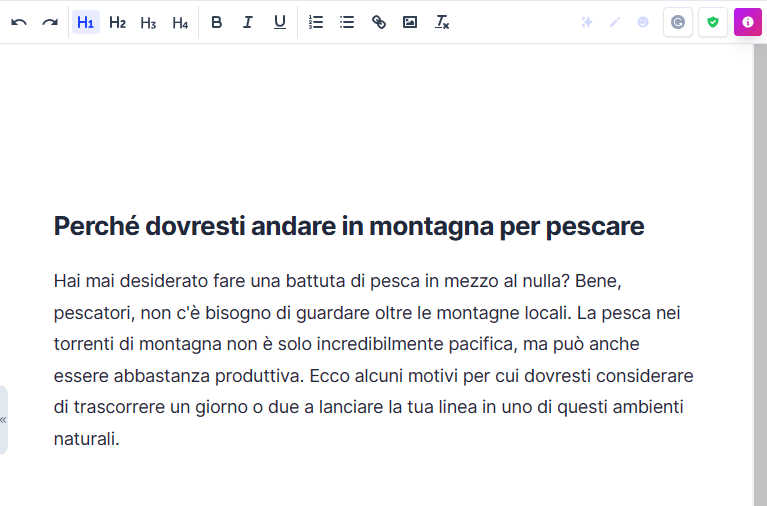 H1 H2 H3 H4 B I U
Perché dovresti andare in montagna per pescare
Hai mai desiderato fare una battuta di pesca in mezzo al nulla? Bene,
pescatori, non c'è bisogno di guardare oltre le montagne locali. La pesca nei
torrenti di montagna non è solo incredibilmente pacifica, ma può anche
essere abbastanza produttiva. Ecco alcuni motivi per cui dovresti considerare
di trascorrere un giorno o due a lanciare la tua linea in uno di questi ambienti
naturali.